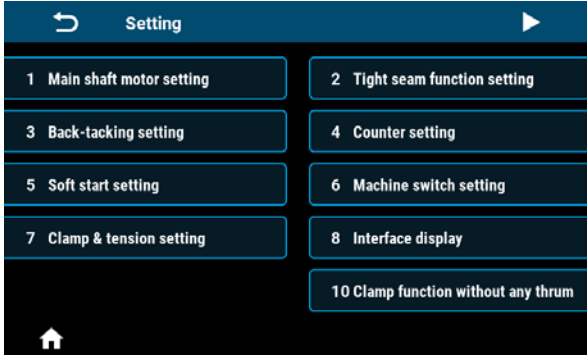 Setting
1 Main shaft motor setting
2 Tight seam function setting
3 Back-tacking setting
4 Counter setting
5 Soft start setting
6 Machine switch setting
7 Clamp & tension setting
8 Interface display
10 Clamp function without any thrum